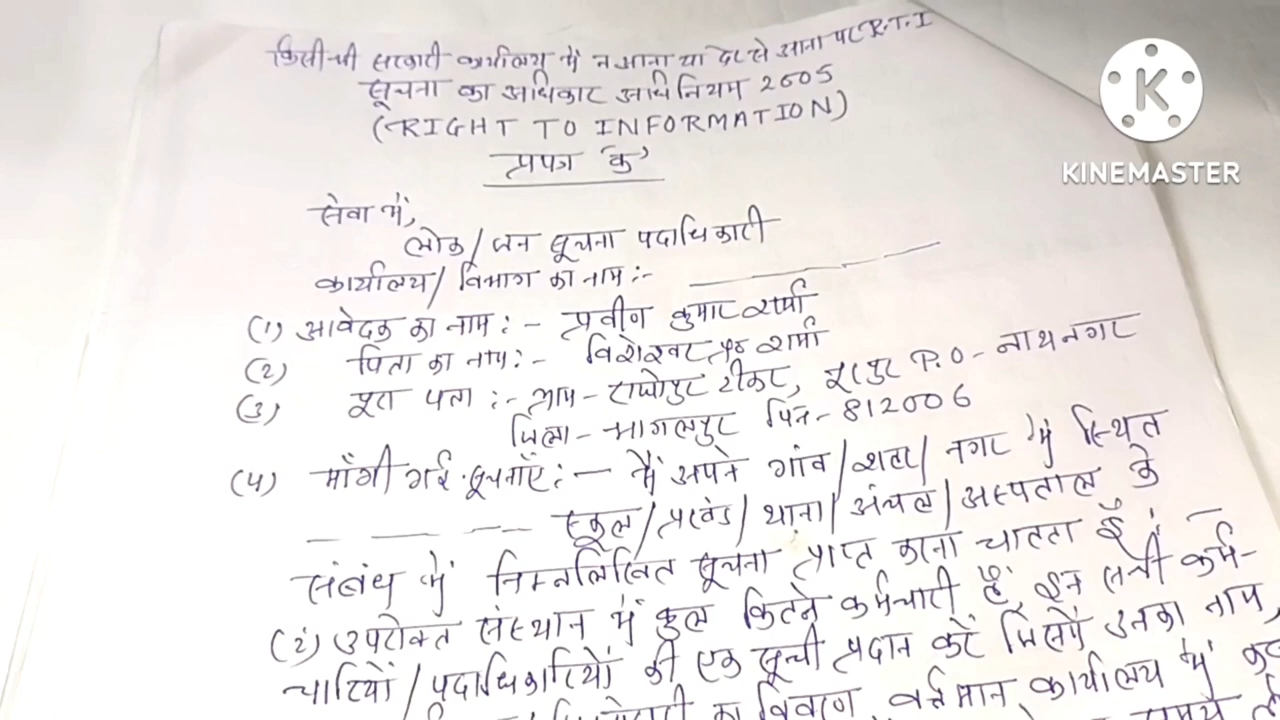 किसी भी सरकारी कार्यालय में न आना या देर से आना पर R.T.I
सूचना का अधिकार अधिनियम 2005
(RIGHT TO INFORMATION)
प्रपत्र 'क'
सेवा में,
लोक/जन सूचना पदाधिकारी
कार्यालय/विभाग का नाम :-
(1) आवेदक का नाम :- प्रवीण कुमार शर्मा
(2) पिता का नाम :- विशेश्वर प्र० शर्मा
(3) पूरा पता :- ग्राम- राघोपुर टीकर, P.O- नाथनगर
जिला- भागलपुर पिन- 812006
(4) माँगी गई सूचनाएँ :- मैं अपने गांव/शहर/नगर में स्थित
स्कूल/प्रखंड/थाना/अंचल/अस्पताल के
संबंध में निम्नलिखित सूचना प्राप्त करना चाहता हूँ। -
उपरोक्त संस्थान में कुल कितने कर्मचारी हैं इन सभी कर्म-
चारियों/पदाधिकारियों की एक सूची प्रदान करें जिसमें उनका नाम,
का विवरण, वर्तमान कार्यालय में
KINEMASTER